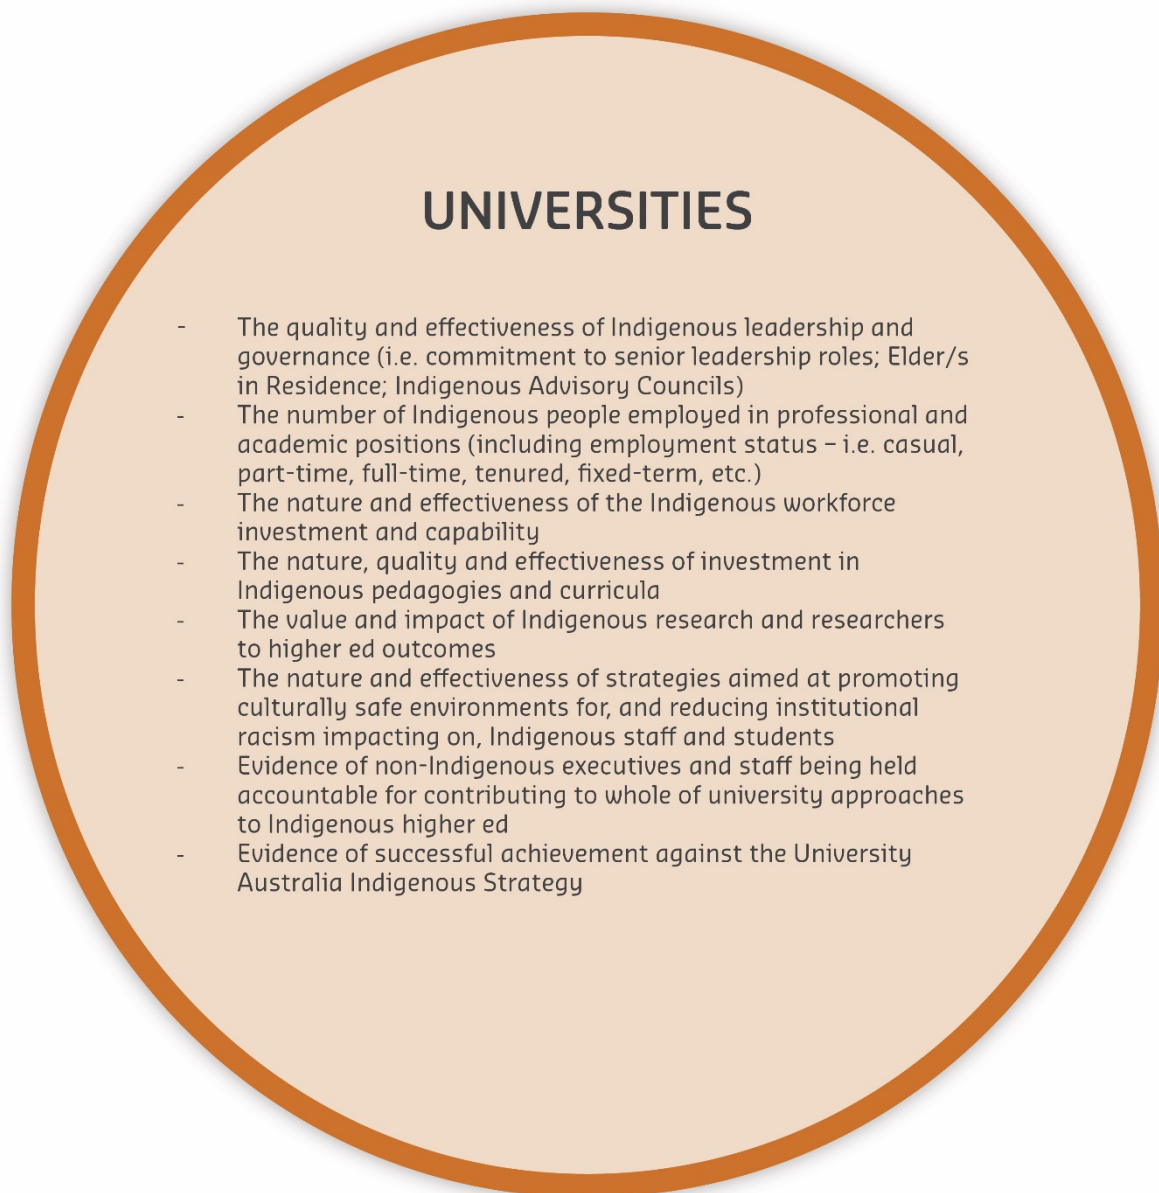 UNIVERSITIES
- The quality and effectiveness of Indigenous leadership and
governance (i.e. commitment to senior leadership roles; Elder/s
in Residence; Indigenous Advisory Councils)
- The number of Indigenous people employed in professional and
academic positions (including employment status – i.e. casual,
part-time, full-time, tenured, fixed-term, etc.)
- The nature and effectiveness of the Indigenous workforce
investment and capability
- The nature, quality and effectiveness of investment in
Indigenous pedagogies and curricula
- The value and impact of Indigenous research and researchers
to higher ed outcomes
- The nature and effectiveness of strategies aimed at promoting
culturally safe environments for, and reducing institutional
racism impacting on, Indigenous staff and students
- Evidence of non-Indigenous executives and staff being held
accountable for contributing to whole of university approaches
to Indigenous higher ed
- Evidence of successful achievement against the University
Australia Indigenous Strategy